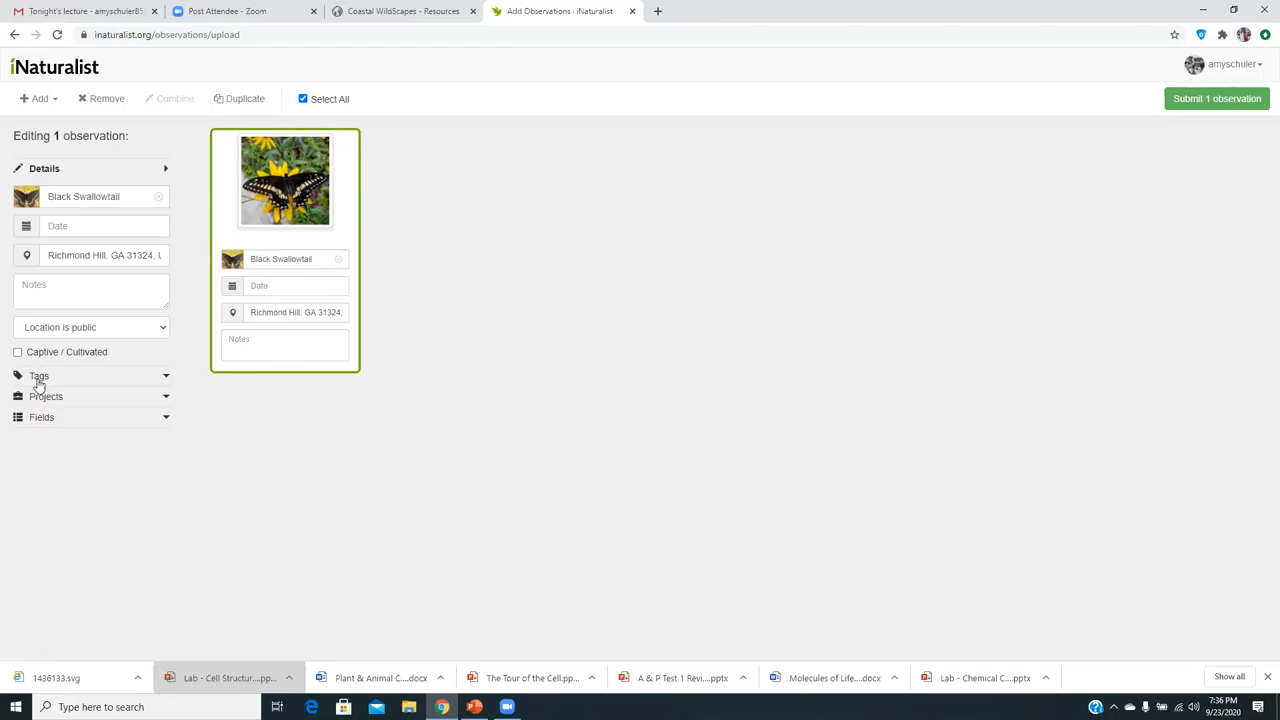 Tonight's lecture - amyschuler85
Post Attendee - Zoom
Coastal WildScapes - Resources
Add Observations · iNaturalist
inaturalist.org/observations/upload
iNaturalist
amyschuler
Add
Remove
Combine
Duplicate
Select All
Submit 1 observation
Editing 1 observation:
Details
Black Swallowtail
Date
Richmond Hill, GA 31324, U
Notes
Location is public
Captive / Cultivated
Tags
Projects
Fields
Black Swallowtail
Date
Richmond Hill, GA 31324,
Notes
1436133.svg
Lab - Cell Structur....ppt...
Plant & Animal C....docx
The Tour of the Cell.pp...
A & P Test 1 Revi....pptx
Molecules of Life....docx
Lab - Chemical C....pptx
Show all
Type here to search
7:36 PM
9/23/2020